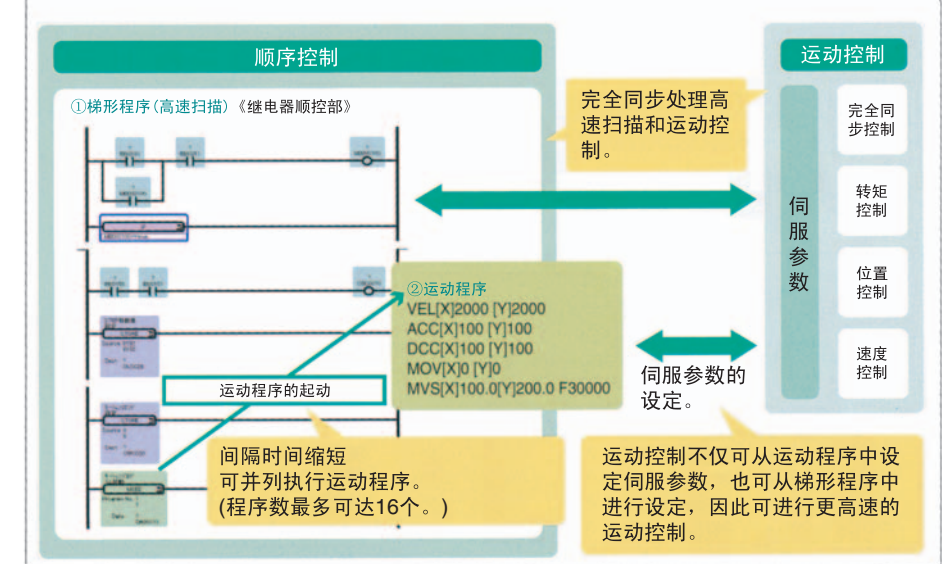 顺序控制
运动控制
①梯形程序(高速扫描)《继电器顺控部》
完全同步处理高
速扫描和运动控
制。
伺服参数
完全同
步控制
转矩
控制
位置
控制
速度
控制
②运动程序
VEL[X]2000 [Y]2000
ACC[X]100 [Y]100
DCC[X]100 [Y]100
MOV[X]0 [Y]0
MVS[X]100.0[Y]200.0 F30000
运动程序的起动
伺服参数的
设定。
间隔时间缩短
可并列执行运动程序。
(程序数最多可达16个。)
运动控制不仅可从运动程序中设
定伺服参数，也可从梯形程序中
进行设定，因此可进行更高速的
运动控制。